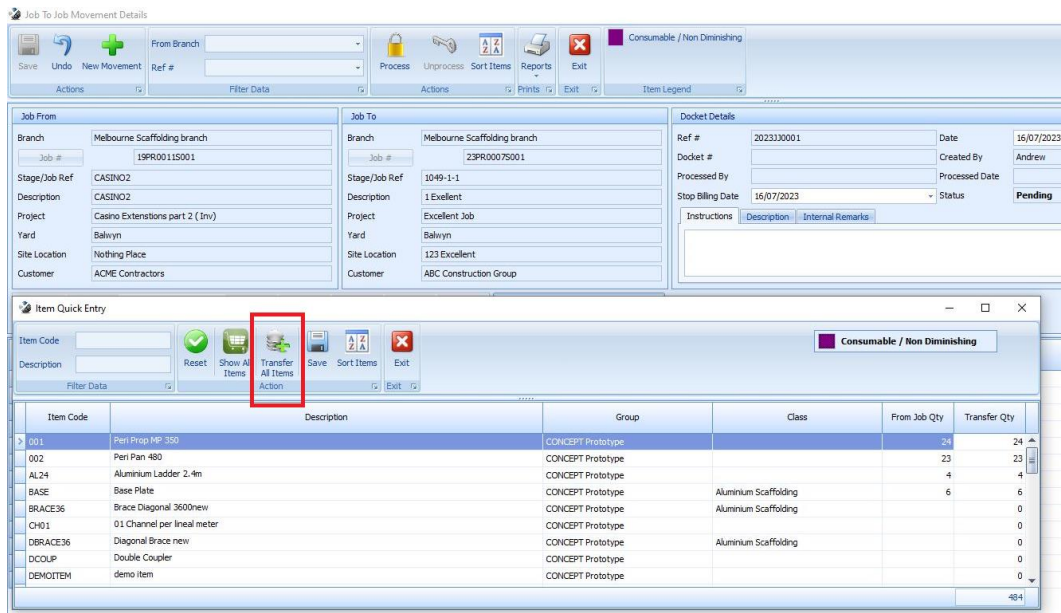 Job To Job Movement Details
Save Undo New Movement
From Branch
Ref #
Process Unprocess Sort Items Reports Exit
Consumable / Non Diminishing
Actions Filter Data Actions Prints Exit Item Legend
Job From
Branch Melbourne Scaffolding branch
Job # 19PR0011S001
Stage/Job Ref CASINO2
Description CASINO2
Project Casino Extenstions part 2 ( Inv)
Yard Balwyn
Site Location Nothing Place
Customer ACME Contractors
Job To
Branch Melbourne Scaffolding branch
Job # 23PR0007S001
Stage/Job Ref 1049-1-1
Description 1 Exellent
Project Excellent Job
Yard Balwyn
Site Location 123 Excellent
Customer ABC Construction Group
Docket Details
Ref # 2023JJ0001 Date 16/07/2023
Docket # Created By Andrew
Processed By Processed Date
Stop Billing Date 16/07/2023 Status Pending
Instructions Description Internal Remarks
Item Quick Entry
Item Code
Description
Reset Show All Items Transfer All Items Save Sort Items Exit
Consumable / Non Diminishing
Filter Data Action Exit
Item Code Description Group Class From Job Qty Transfer Qty
001 Peri Prop MP 350 CONCEPT Prototype 24 24
002 Peri Pan 480 CONCEPT Prototype 23 23
AL24 Aluminium Ladder 2.4m CONCEPT Prototype 4 4
BASE Base Plate CONCEPT Prototype Aluminium Scaffolding 6 6
BRACE36 Brace Diagonal 3600new CONCEPT Prototype Aluminium Scaffolding 0
CH01 01 Channel per lineal meter CONCEPT Prototype 0
DBRACE36 Diagonal Brace new CONCEPT Prototype Aluminium Scaffolding 0
DCOUP Double Coupler CONCEPT Prototype 0
DEMOITEM demo item CONCEPT Prototype 0
484